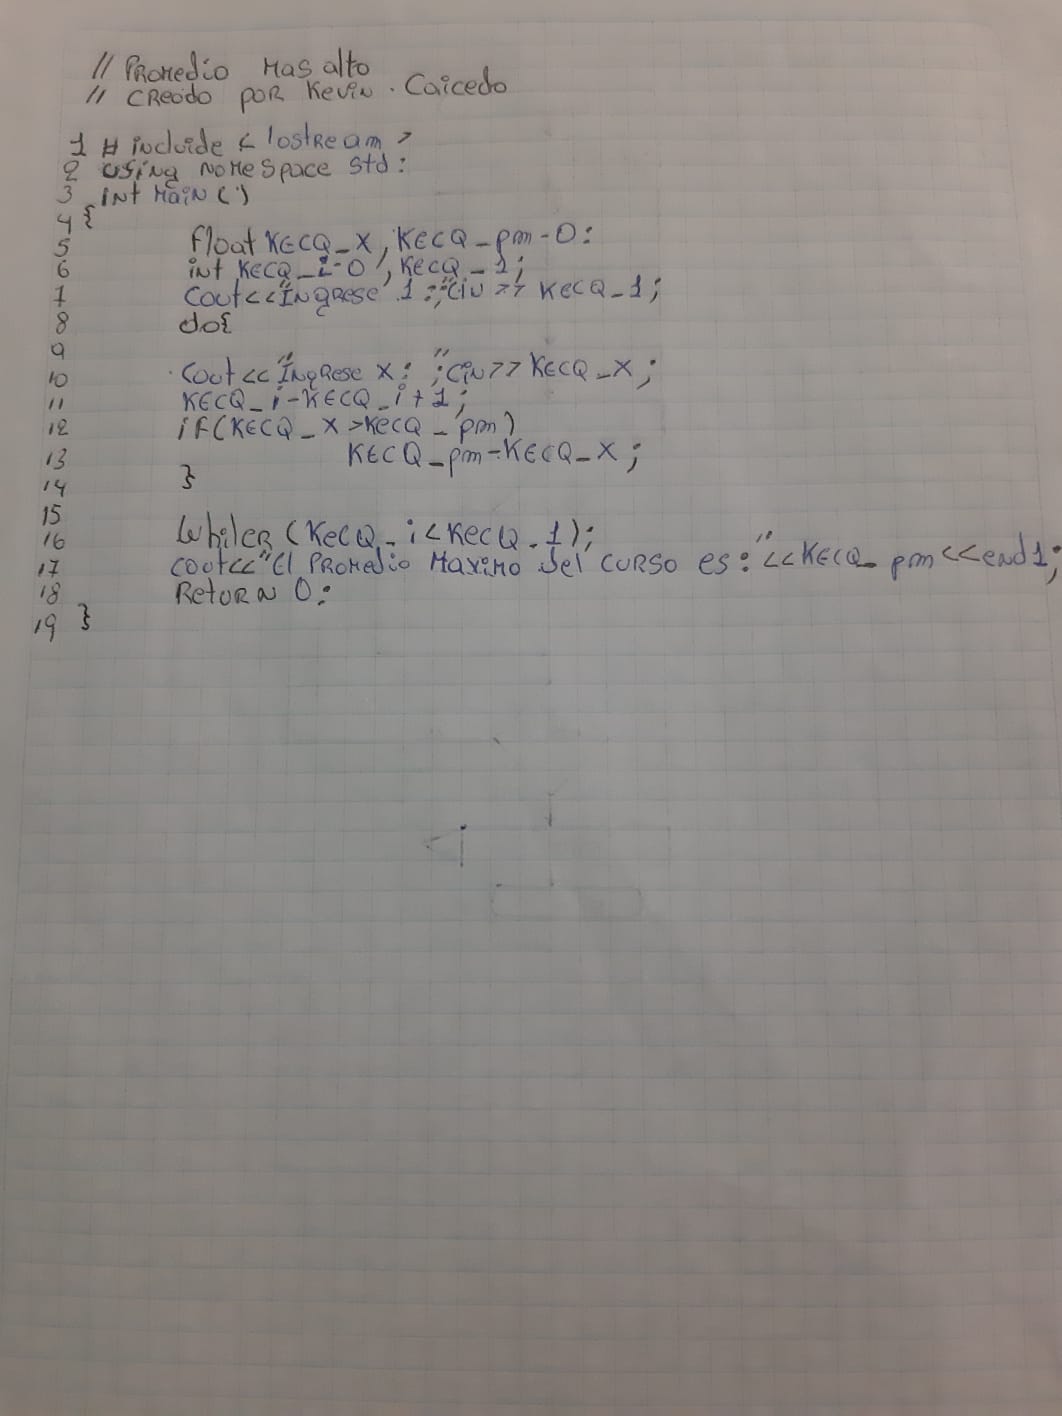 // Promedio mas alto
// Creado por Kevin . Caicedo
1 # include < iostream >
2 using nomespace std:
3 int main()
4 {
5 float KECQ_x, KECQ_pm-0:
6 int KECQ_i-0, KECQ_1;
7 cout<<"Ingrese 1:";cin>> KECQ_1;
8 do{
9
10 cout<<"Ingrese x: ";cin>> KECQ_x;
11 KECQ_i-KECQ_i+1;
12 if(KECQ_x>KECQ_pm)
13 KECQ_pm-KECQ_x;
14 }
15
16 whiler (KECQ_i<KECQ_1);
17 cout<<"El promedio maximo del curso es: "<<KECQ_pm<<end1;
18 Return 0:
19 }